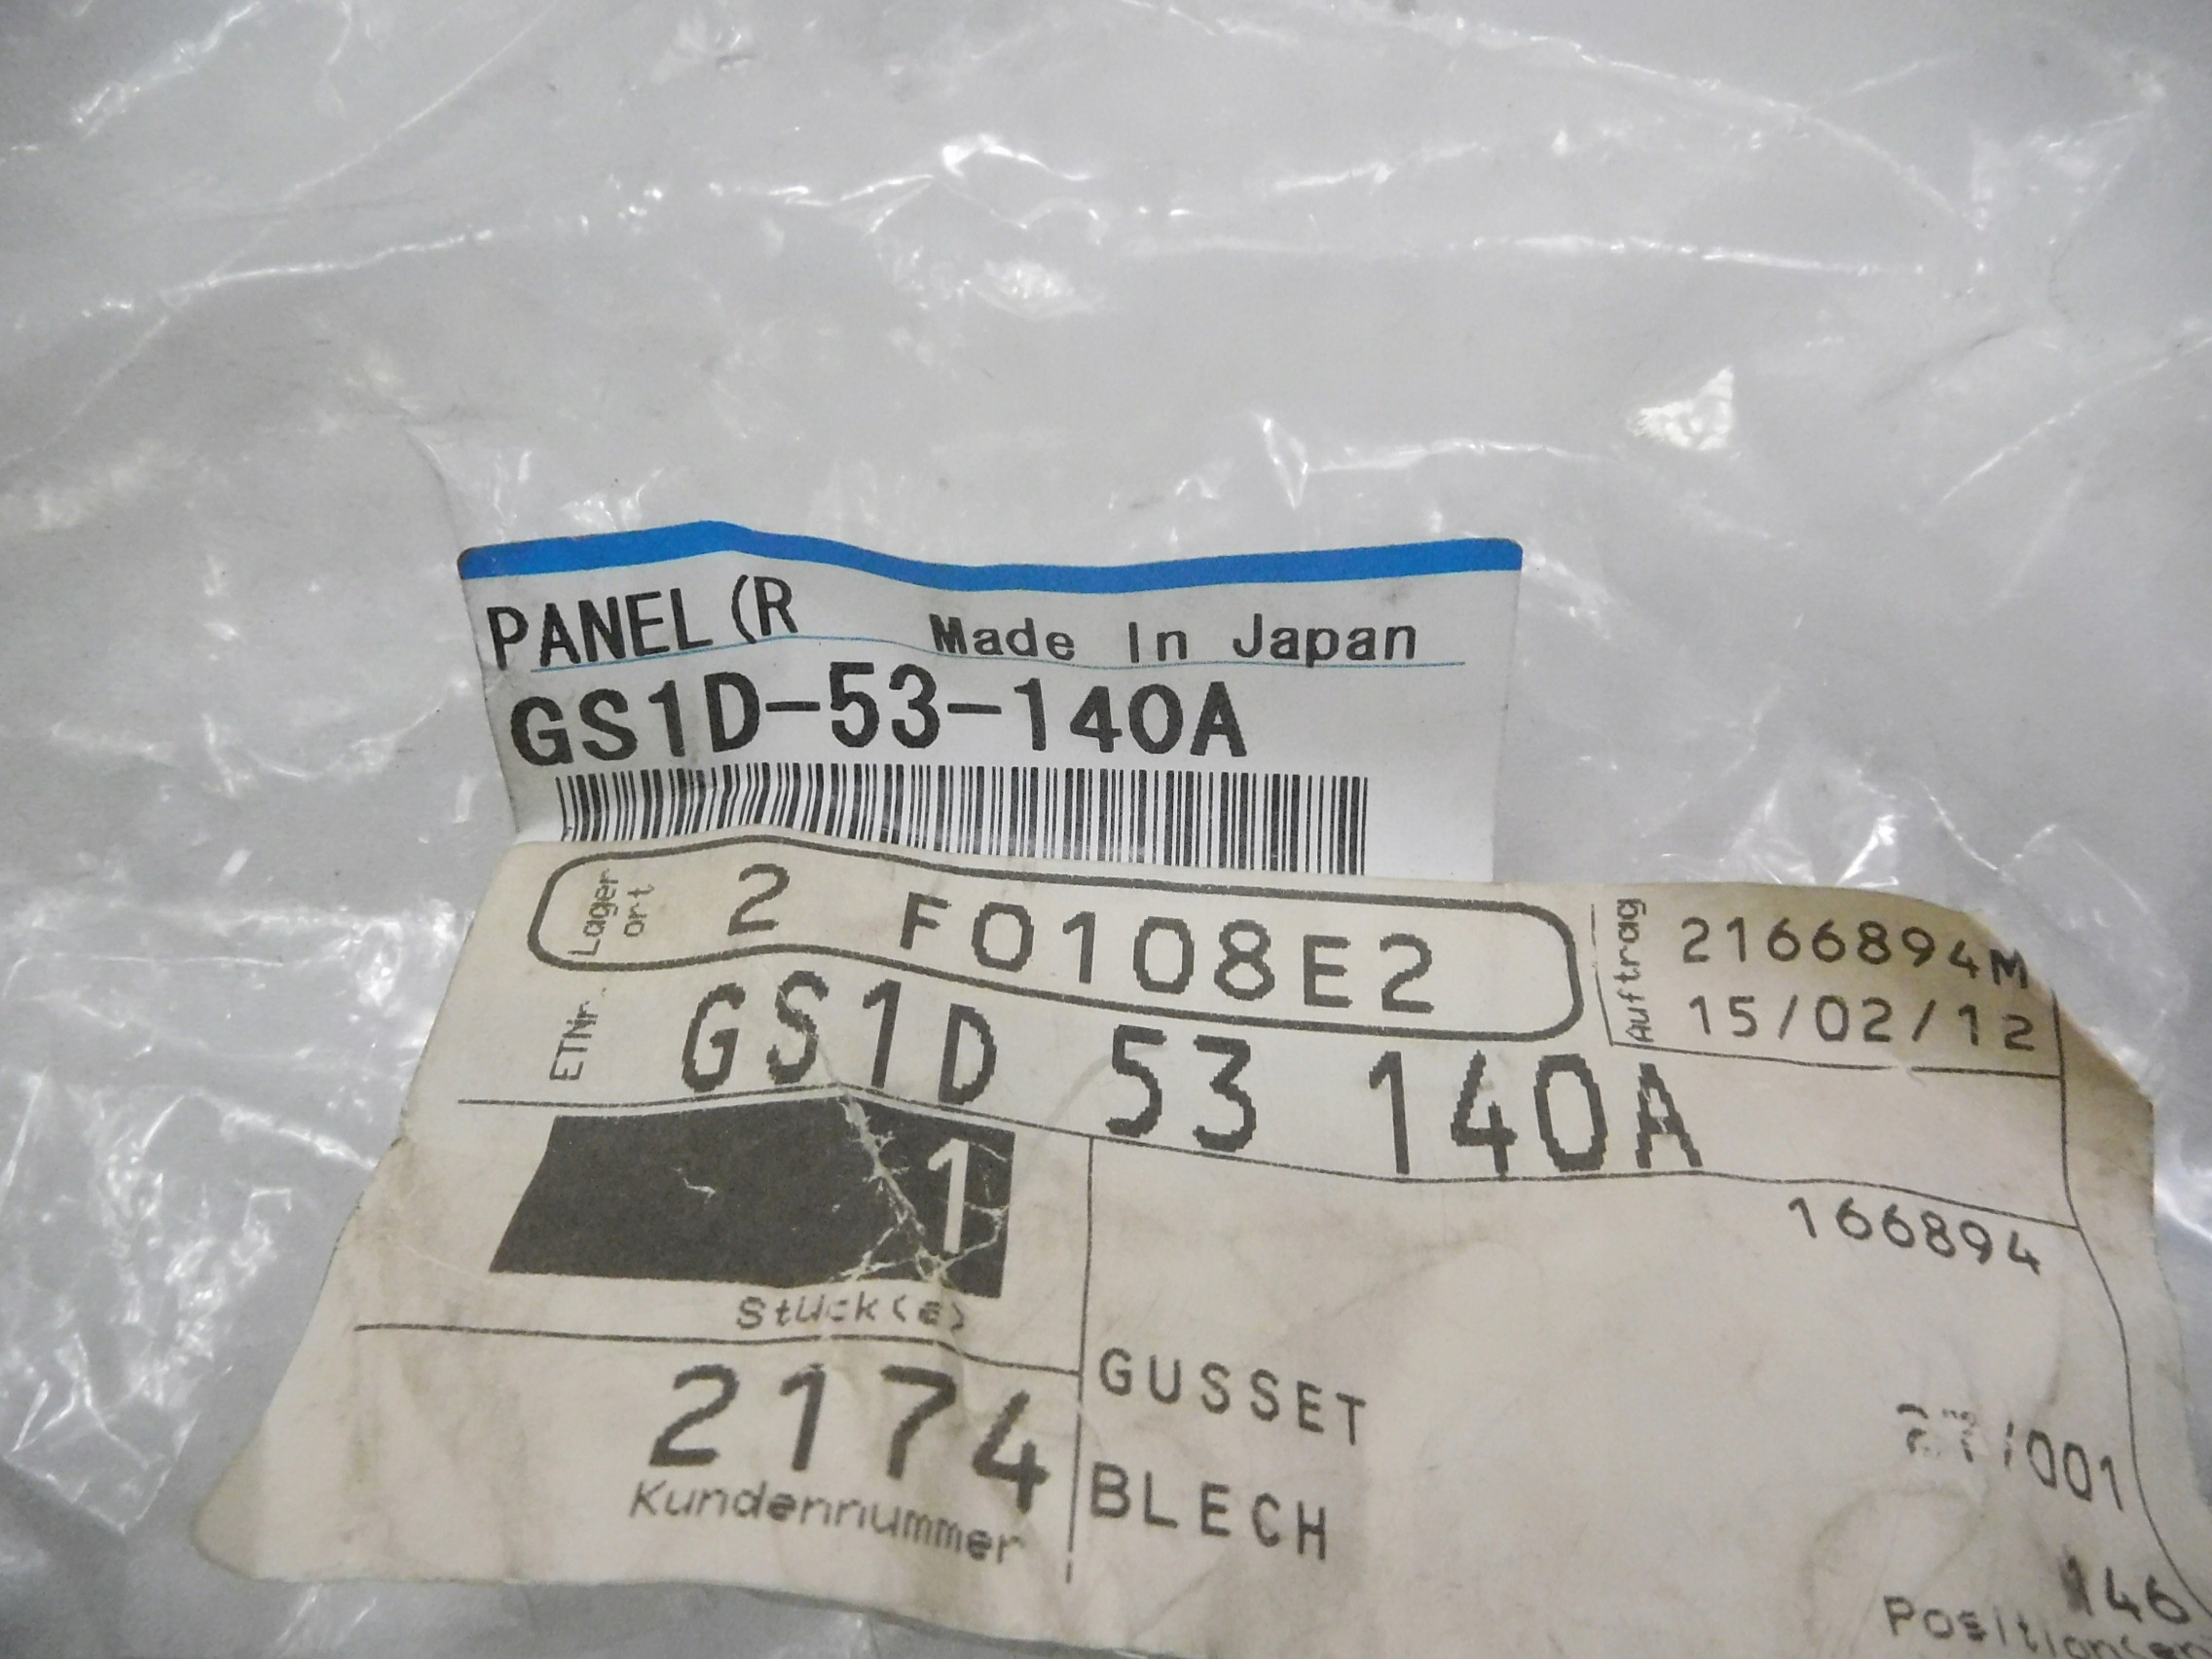 PANEL (R Made In Japan
GS1D-53-140A
Lager ort 2 F0108E2
Auftrag 2166894M
15/02/12
ETNr. GS1D 53 140A
1
166894
Stück(e)
GUSSET
2174
001
BLECH
Kundennummer
146